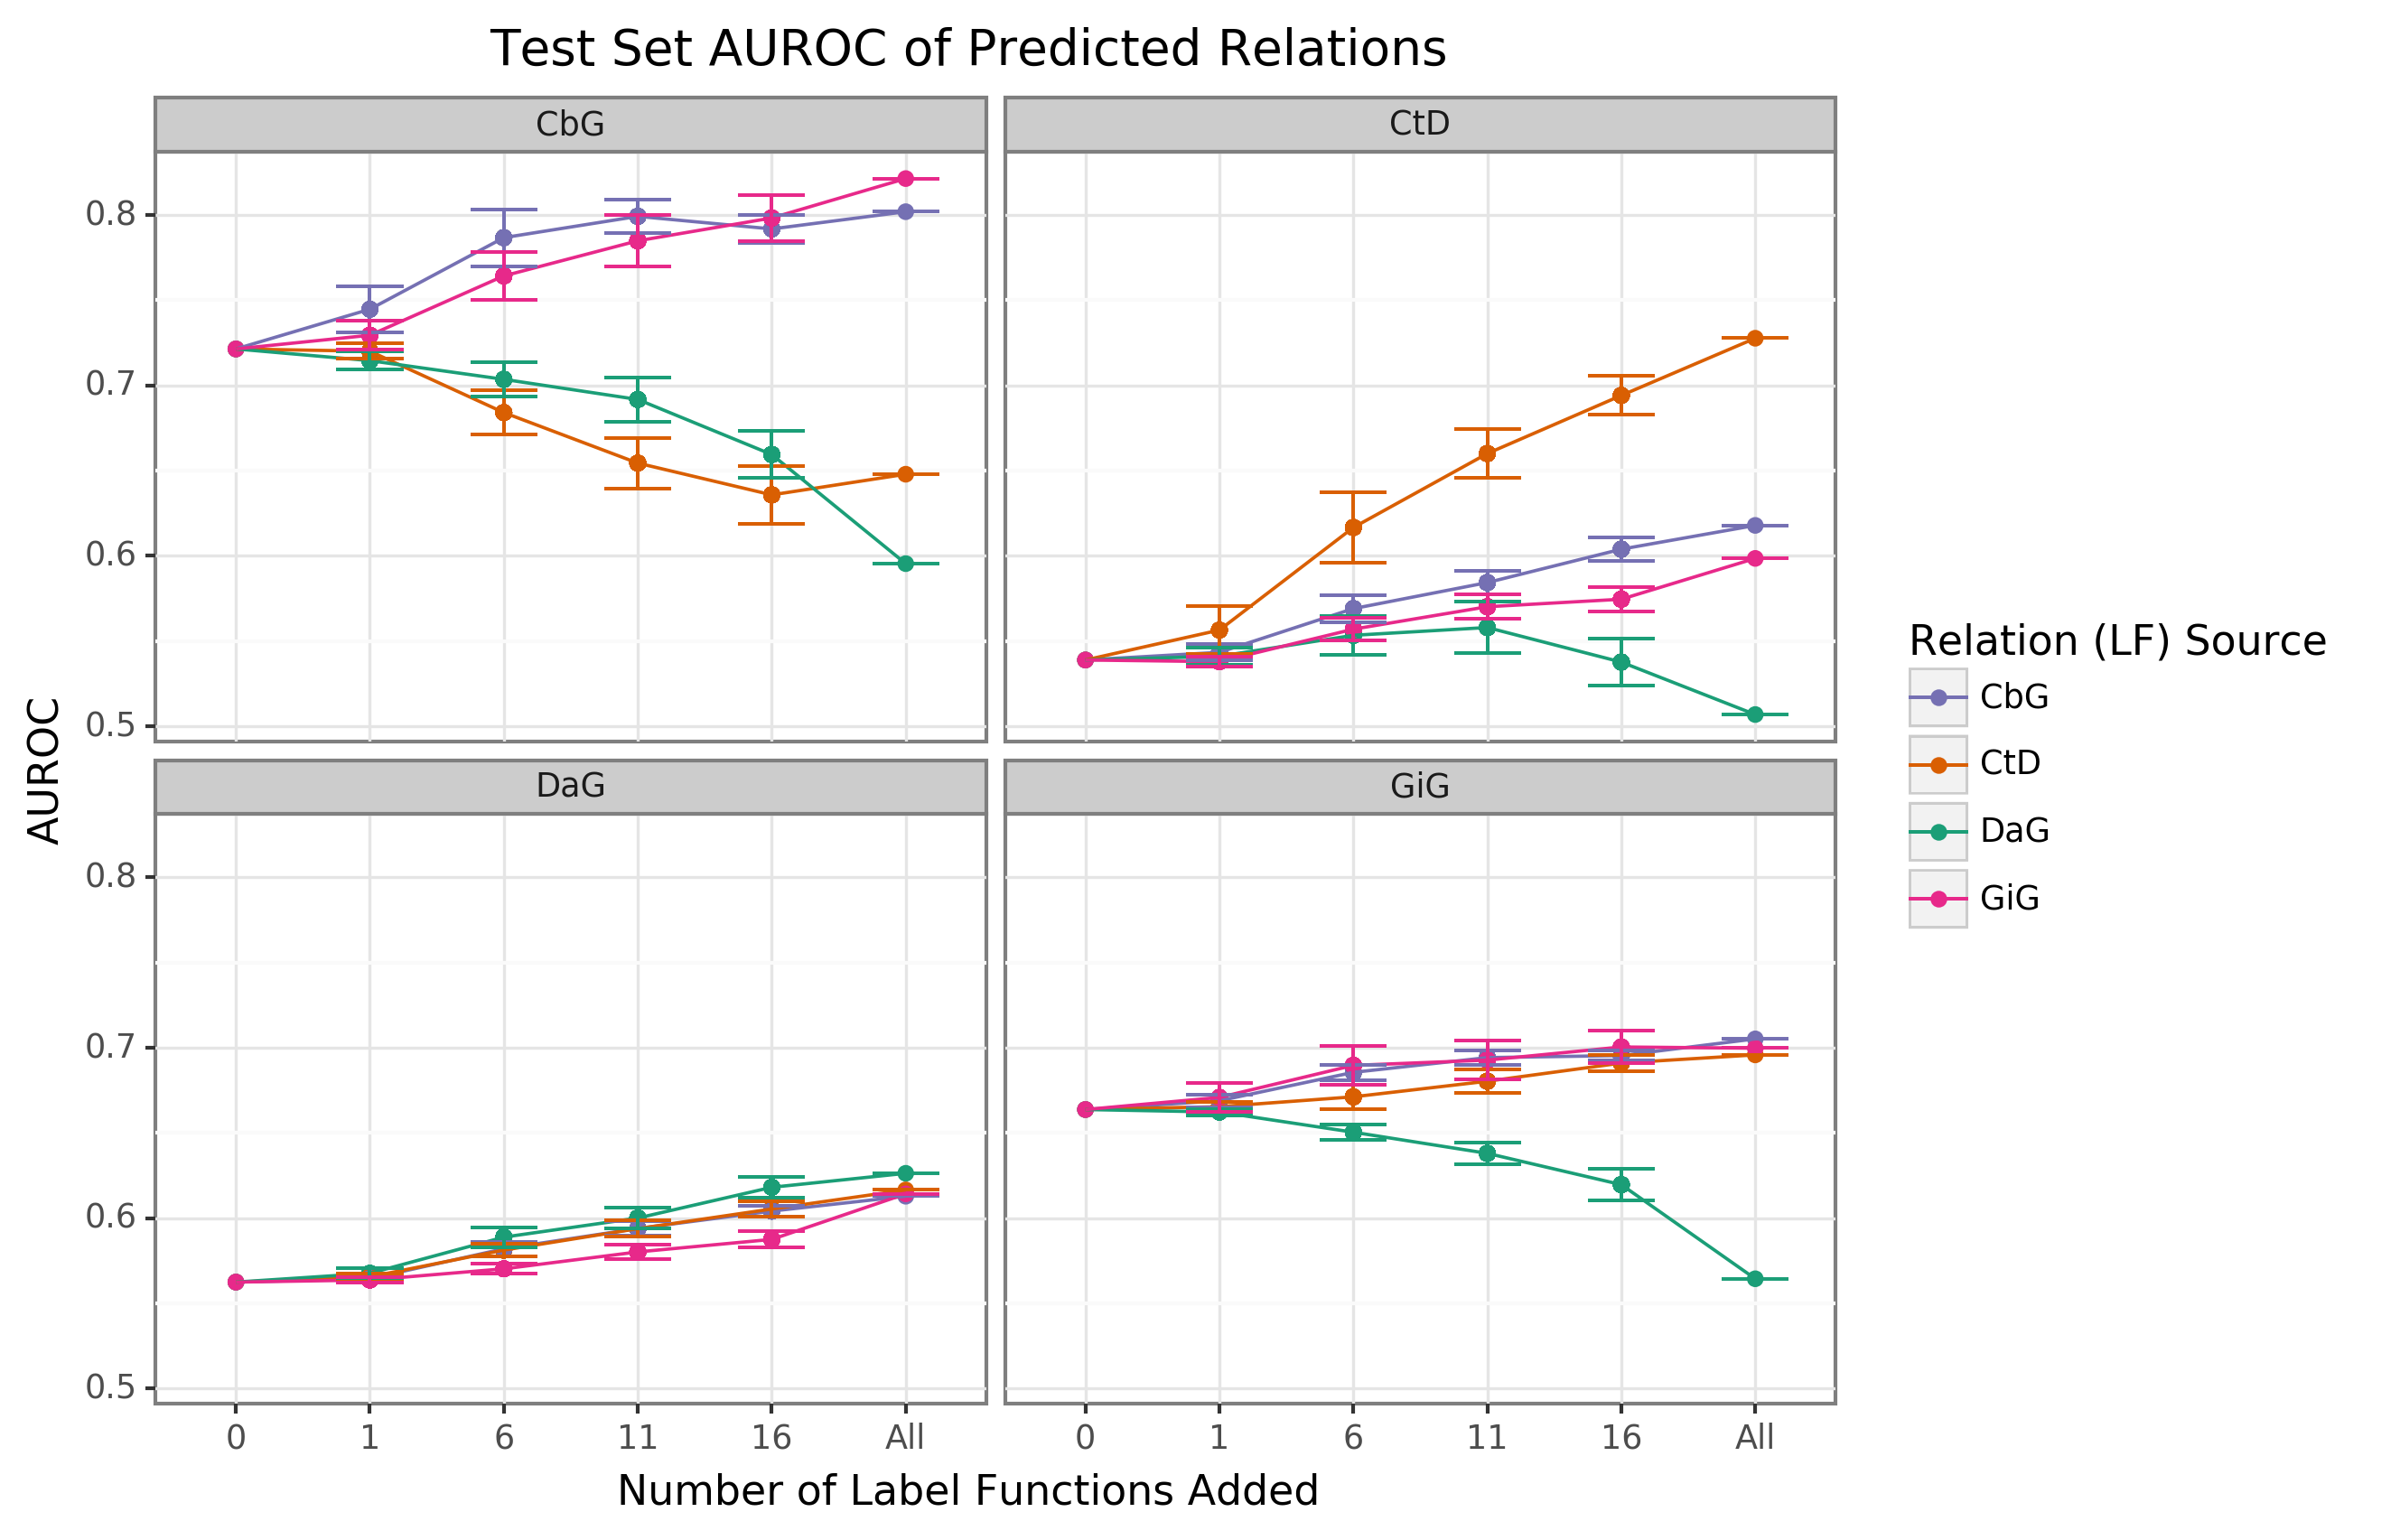 Test Set AUROC of Predicted Relations
CbG
CtD
0.8
0.7
0.6
0.5
DaG
GiG
0.8
0.7
0.6
0.5
0 1 6 11 16 All
0 1 6 11 16 All
Number of Label Functions Added
AUROC
Relation (LF) Source
CbG
CtD
DaG
GiG